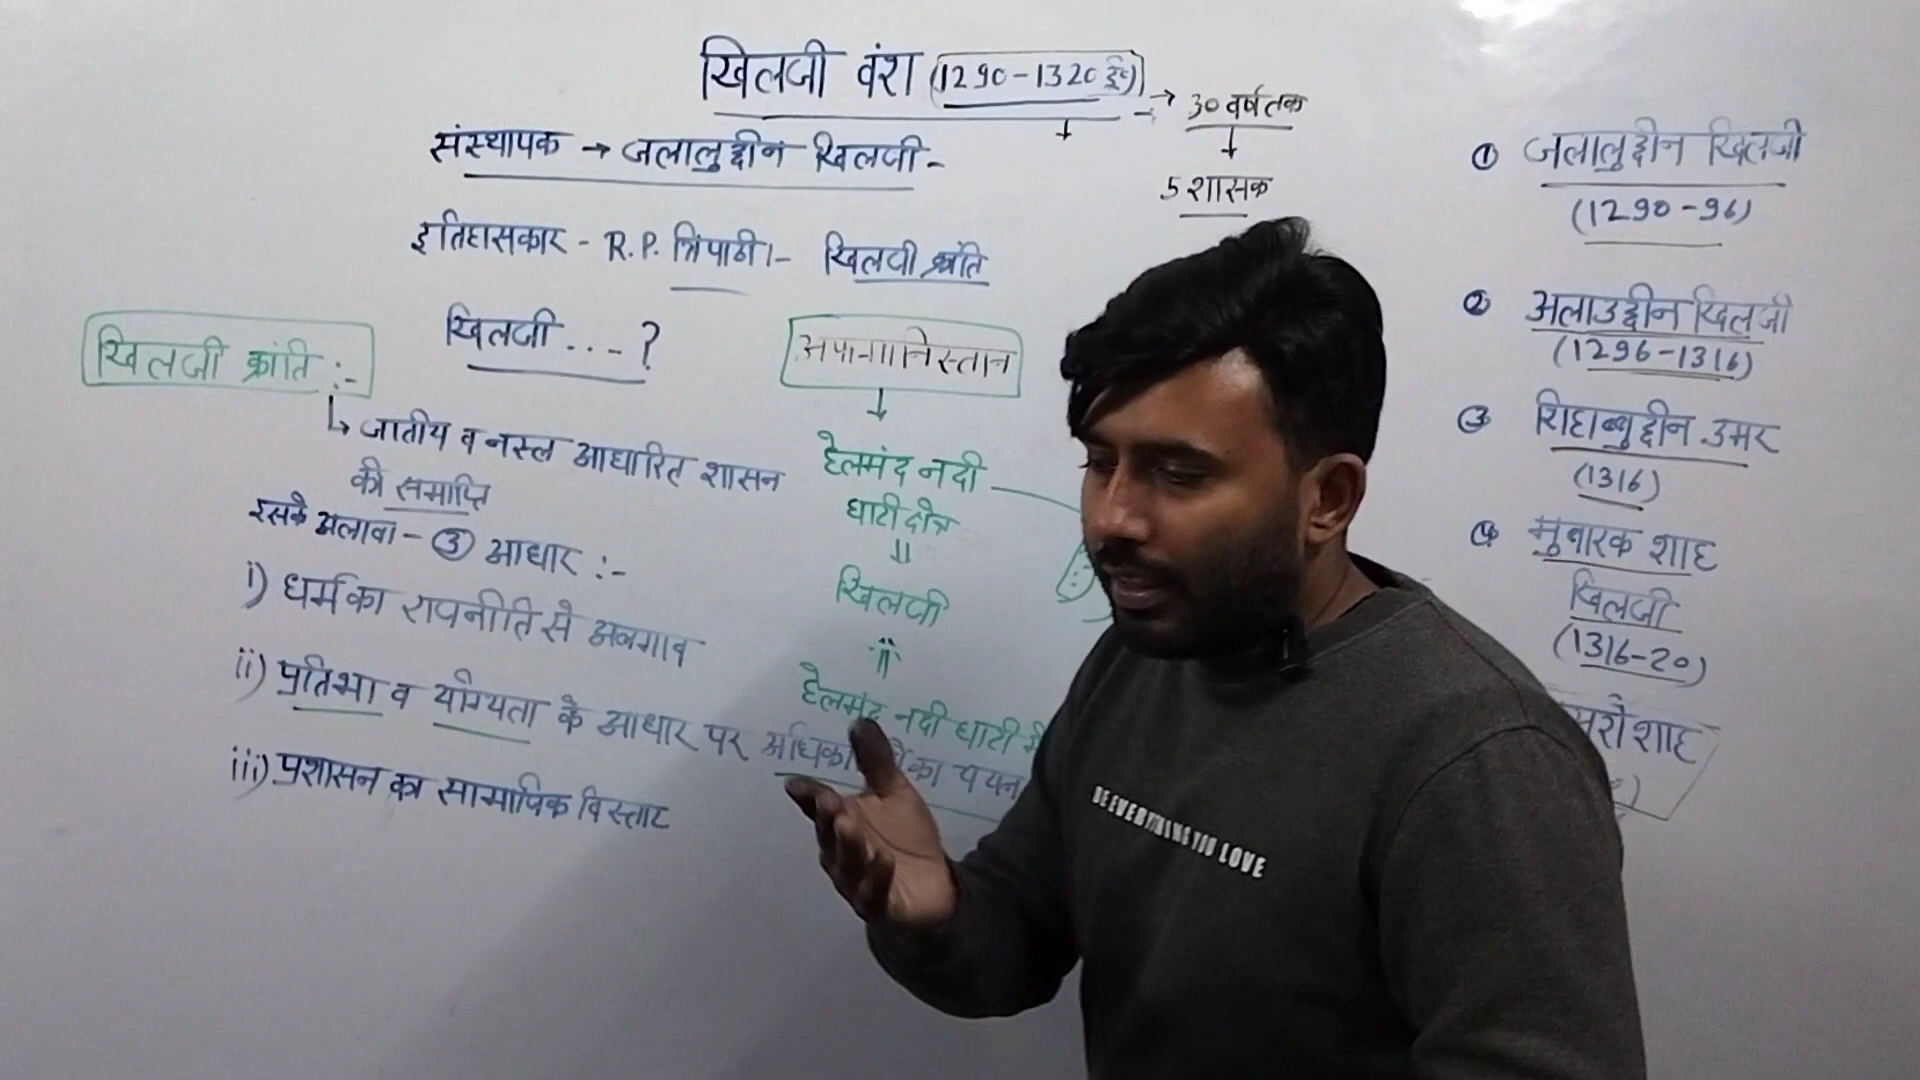 खिलजी वंश (1290-1320 ई०)
→ 30 वर्ष तक
5 शासक
संस्थापक → जलालुद्दीन खिलजी -
इतिहासकार - R.P. त्रिपाठी - खिलजी क्रांति
खिलजी ...?
खिलजी क्रांति :-
जातीय व नस्ल आधारित शासन
की समाप्ति
इसके अलावा - ③ आधार :-
i) धर्म का राजनीति से अलगाव
ii) प्रतिभा व योग्यता के आधार पर का चयन
iii) प्रशासन का सामाजिक विस्तार
अफगानिस्तान
हेलमंद नदी
घाटी क्षेत्र
खिलजी
हेलमंद नदी घाटी में
① जलालुद्दीन खिलजी
(1290-96)
② अलाउद्दीन खिलजी
(1296-1316)
③ शिहाबुद्दीन उमर
(1316)
④ मुबारक शाह
खिलजी
(1316-20)
शाह
BE EVERYTHING YOU LOVE